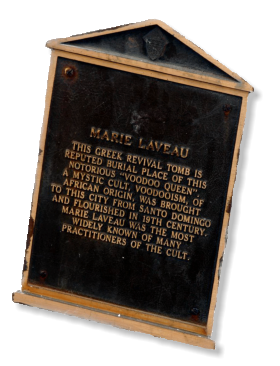 MARIE LAVEAU
THIS GREEK REVIVAL TOMB IS
REPUTED BURIAL PLACE OF THIS
NOTORIOUS "VOODOO QUEEN"
A MYSTIC CULT, VOODOOISM, OF
AFRICAN ORIGIN, WAS BROUGHT
TO THIS CITY FROM SANTO DOMINGO
AND FLOURISHED IN 19TH CENTURY.
MARIE LAVEAU WAS THE MOST
WIDELY KNOWN OF MANY
PRACTITIONERS OF THE CULT.